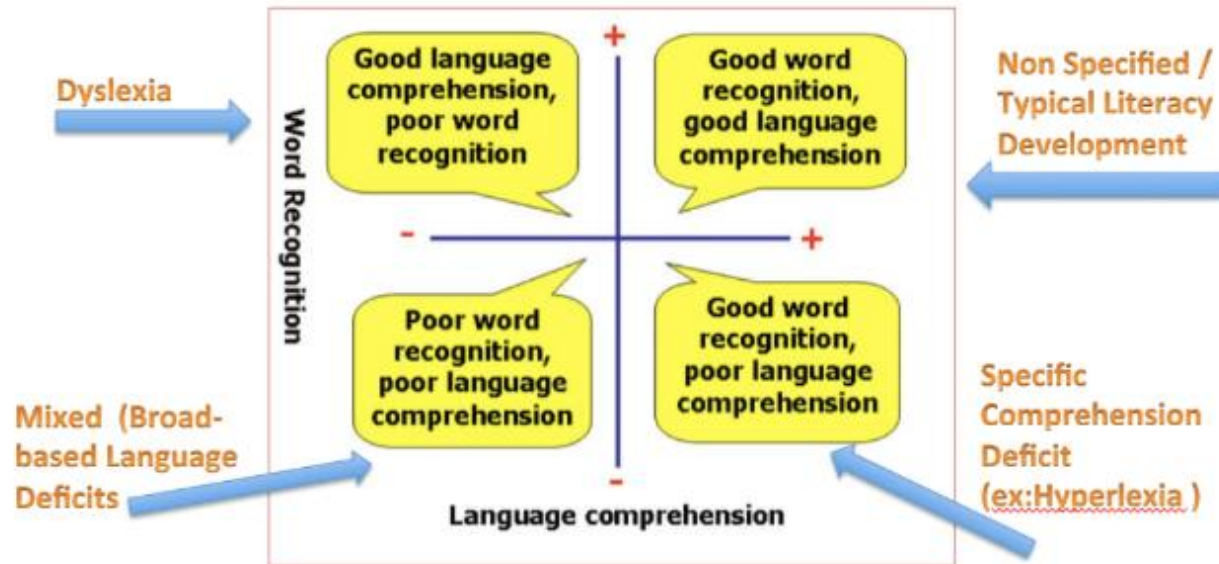 Dyslexia
Word Recognition
+
Good language
comprehension,
poor word
recognition
Good word
recognition,
good language
comprehension
Non Specified /
Typical Literacy
Development
-
+
Poor word
recognition,
poor language
comprehension
Good word
recognition,
poor language
comprehension
Mixed (Broad-
based Language
Deficits
Specific
Comprehension
Deficit
(ex:Hyperlexia )
-
Language comprehension